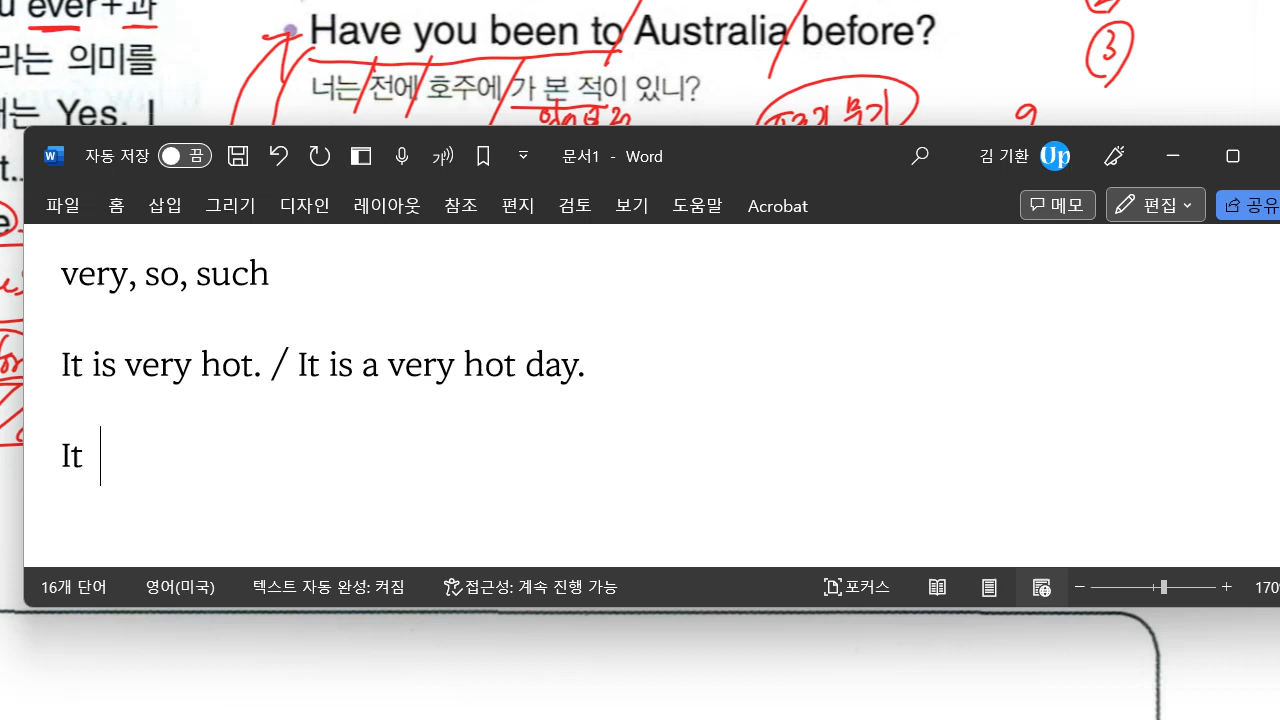 u ever+과
Have you been to Australia before?
③
라는 의미를
너는 전에 호주에 가 본 적이 있니?
Yes, I
묻기
자동 저장 끔 문서1 - Word 김 기환 Up
파일 홈 삽입 그리기 디자인 레이아웃 참조 편지 검토 보기 도움말 Acrobat 메모 편집 공유
very, so, such
It is very hot. / It is a very hot day.
It
16개 단어 영어(미국) 텍스트 자동 완성: 켜짐 접근성: 계속 진행 가능 포커스 170